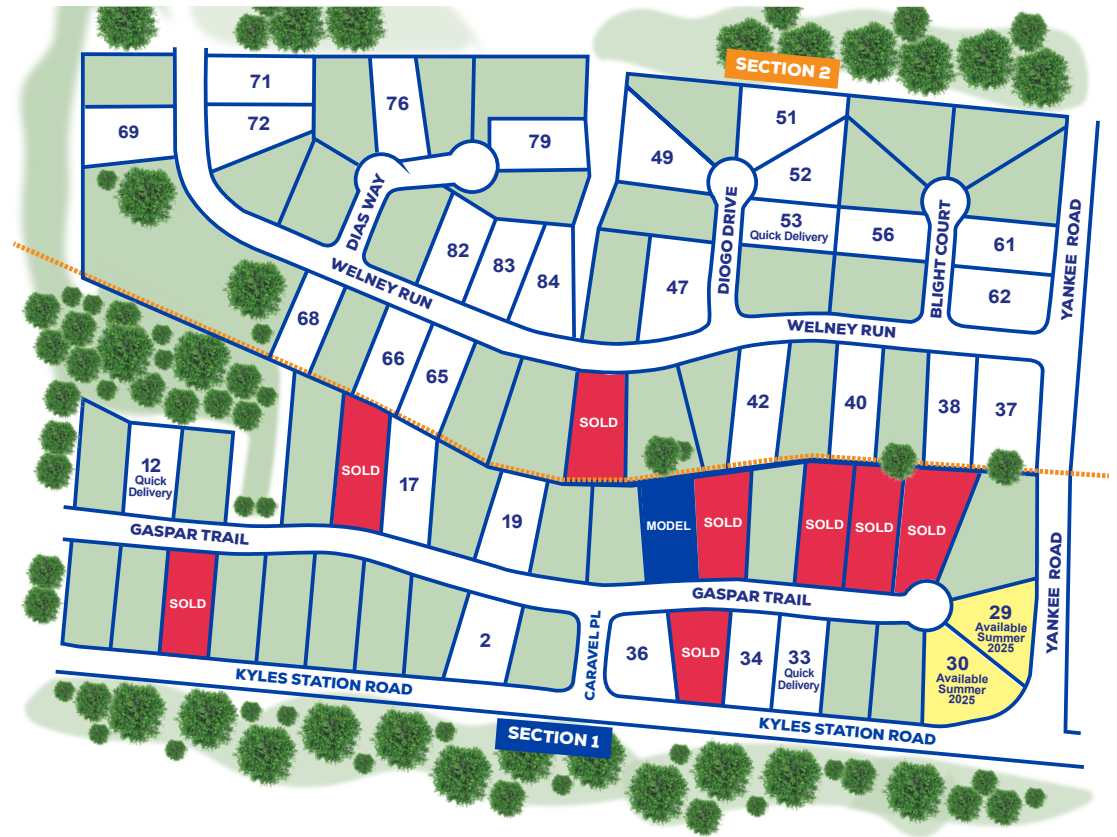 SECTION 2
71
76
72
69
79
51
49
52
DIAS WAY
DIOGO DRIVE
53
Quick Delivery
56
BLIGHT COURT
61
62
YANKEE ROAD
82
83
84
47
WELNEY RUN
WELNEY RUN
68
66
65
SOLD
42
40
38
37
12
Quick
Delivery
SOLD
17
19
MODEL
SOLD
SOLD
SOLD
SOLD
GASPAR TRAIL
GASPAR TRAIL
YANKEE ROAD
SOLD
2
CARAVEL PL
36
SOLD
34
33
Quick
Delivery
29
Available
Summer
2025
30
Available
Summer
2025
KYLES STATION ROAD
KYLES STATION ROAD
SECTION 1